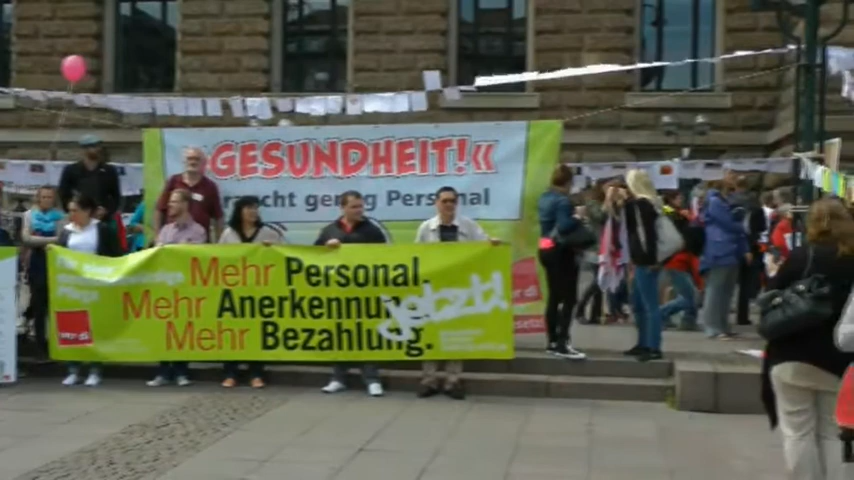 GESUNDHEIT!«
braucht genug Personal
Mehr Personal.
Mehr Anerkennung.
Mehr Bezahlung.
jetzt!
ver.di